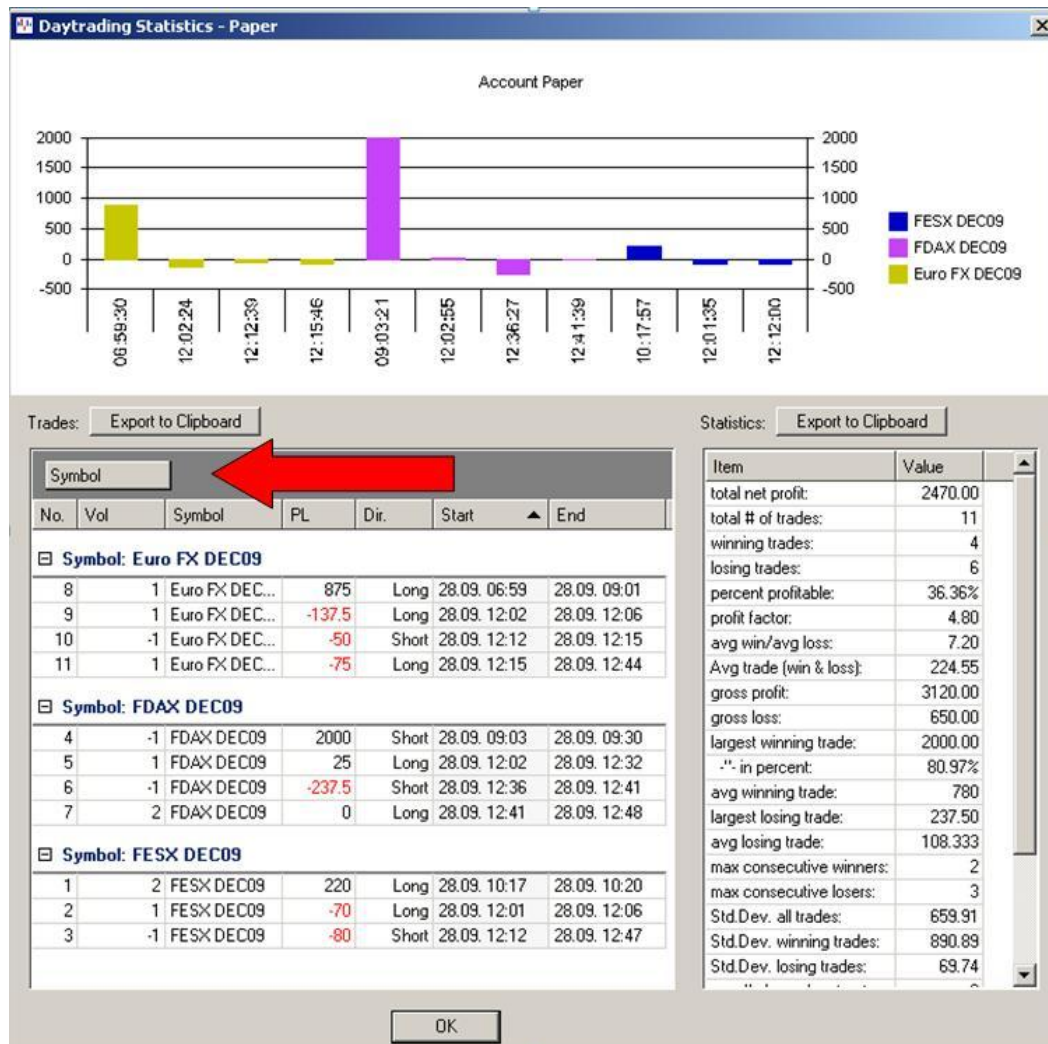 Daytrading Statistics - Paper
Account Paper
2000 2000
1500 1500
1000 1000
500 500
0 0
-500 -500
FESX DEC09
FDAX DEC09
Euro FX DEC09
06:59:30 12:02:24 12:12:39 12:15:46 09:03:21 12:02:55 12:36:27 12:41:39 10:17:57 12:01:35 12:12:00
Trades: Export to Clipboard
Symbol
No. Vol Symbol PL Dir. Start End
Symbol: Euro FX DEC09
8 1 Euro FX DEC... 875 Long 28.09. 06:59 28.09. 09:01
9 1 Euro FX DEC... -137.5 Long 28.09. 12:02 28.09. 12:06
10 -1 Euro FX DEC... -50 Short 28.09. 12:12 28.09. 12:15
11 1 Euro FX DEC... -75 Long 28.09. 12:15 28.09. 12:44
Symbol: FDAX DEC09
4 -1 FDAX DEC09 2000 Short 28.09. 09:03 28.09. 09:30
5 1 FDAX DEC09 25 Long 28.09. 12:02 28.09. 12:32
6 -1 FDAX DEC09 -237.5 Short 28.09. 12:36 28.09. 12:41
7 2 FDAX DEC09 0 Long 28.09. 12:41 28.09. 12:48
Symbol: FESX DEC09
1 2 FESX DEC09 220 Long 28.09. 10:17 28.09. 10:20
2 1 FESX DEC09 -70 Long 28.09. 12:01 28.09. 12:06
3 -1 FESX DEC09 -80 Short 28.09. 12:12 28.09. 12:47
Statistics: Export to Clipboard
Item Value
total net profit: 2470.00
total # of trades: 11
winning trades: 4
losing trades: 6
percent profitable: 36.36%
profit factor: 4.80
avg win/avg loss: 7.20
Avg trade (win & loss): 224.55
gross profit: 3120.00
gross loss: 650.00
largest winning trade: 2000.00
-"- in percent: 80.97%
avg winning trade: 780
largest losing trade: 237.50
avg losing trade: 108.333
max consecutive winners: 2
max consecutive losers: 3
Std.Dev. all trades: 659.91
Std.Dev. winning trades: 890.89
Std.Dev. losing trades: 69.74
OK